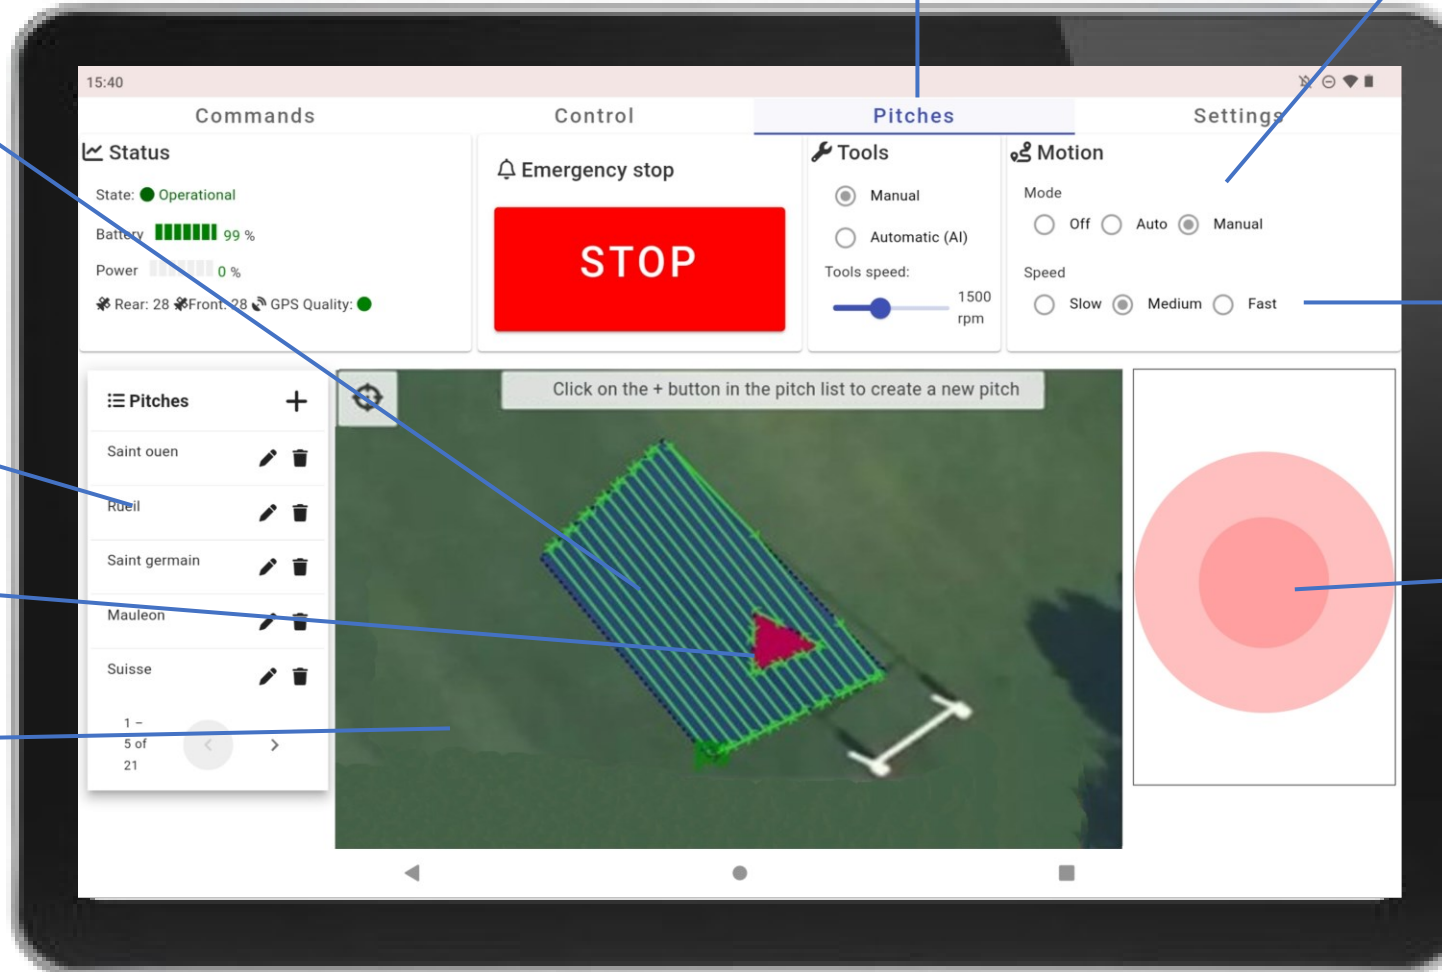 15:40
Commands
Control
Pitches
Settings
Status
State: Operational
Battery 99 %
Power 0 %
Rear: 28 Front: 28 GPS Quality:
Emergency stop
STOP
Tools
Manual
Automatic (AI)
Tools speed:
1500
rpm
Motion
Mode
Off Auto Manual
Speed
Slow Medium Fast
Pitches +
Saint ouen
Rueil
Saint germain
Mauleon
Suisse
1 –
5 of
21
Click on the + button in the pitch list to create a new pitch